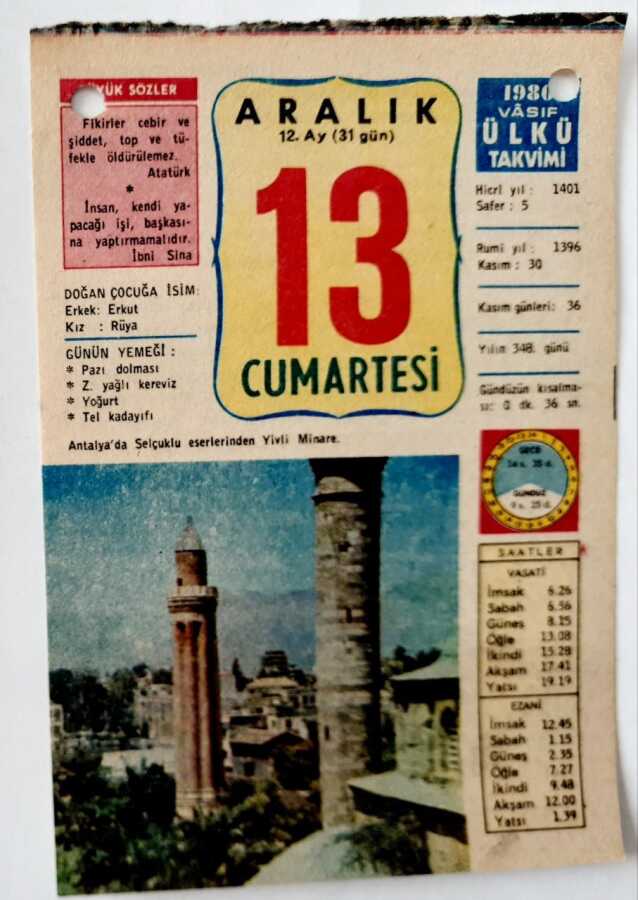 YÜK SÖZLER
Fikirler cebir ve
şiddet, top ve tü-
fekle öldürülemez.
Atatürk
*
İnsan, kendi ya-
pacağı işi, başkası-
na yaptırmamalıdır.
İbni Sina
DOĞAN ÇOCUĞA İSİM:
Erkek: Erkut
Kız : Rüya
GÜNÜN YEMEĞİ :
* Pazı dolması
* Z. yağlı kereviz
* Yoğurt
* Tel kadayıfı
ARALIK
12. Ay (31 gün)
13
CUMARTESİ
1980
VÂSIF
ÜLKÜ
TAKVİMİ
Hicrî yıl : 1401
Safer : 5
Rumi yıl : 1396
Kasım : 30
Kasım günleri: 36
Yılın 348. günü
Gündüzün kısalma-
sı: 0 dk. 36 sn.
Antalya'da Selçuklu eserlerinden Yivli Minare.
GECE
14 s. 35 d.
GÜNDÜZ
9 s. 25 d.
SAATLER
VASATİ
İmsak 6.26
Sabah 6.56
Güneş 8.15
Öğle 13.08
İkindi 15.28
Akşam 17.41
Yatsı 19.19
EZANİ
İmsak 12.45
Sabah 1.15
Güneş 2.35
Öğle 7.27
İkindi 9.48
Akşam 12.00
Yatsı 1.39